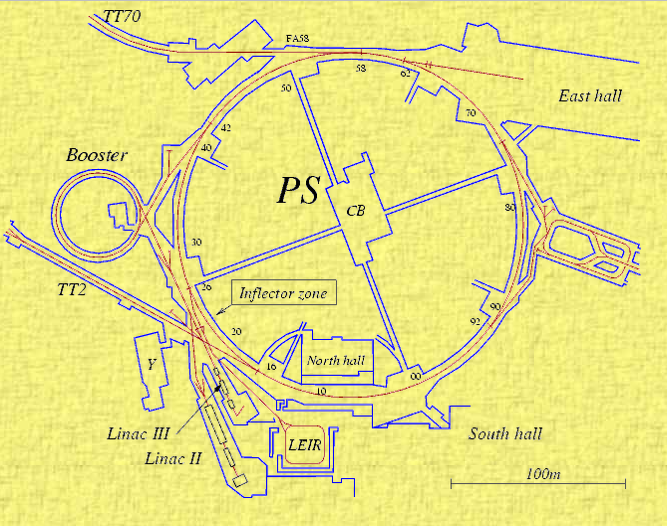 TT70
FA58
58
62
50
East hall
70
42
40
Booster
PS
CB
80
30
TT2
26
Inflector zone
90
92
20
Y
16
North hall
00
10
Linac III
Linac II
LEIR
South hall
100m